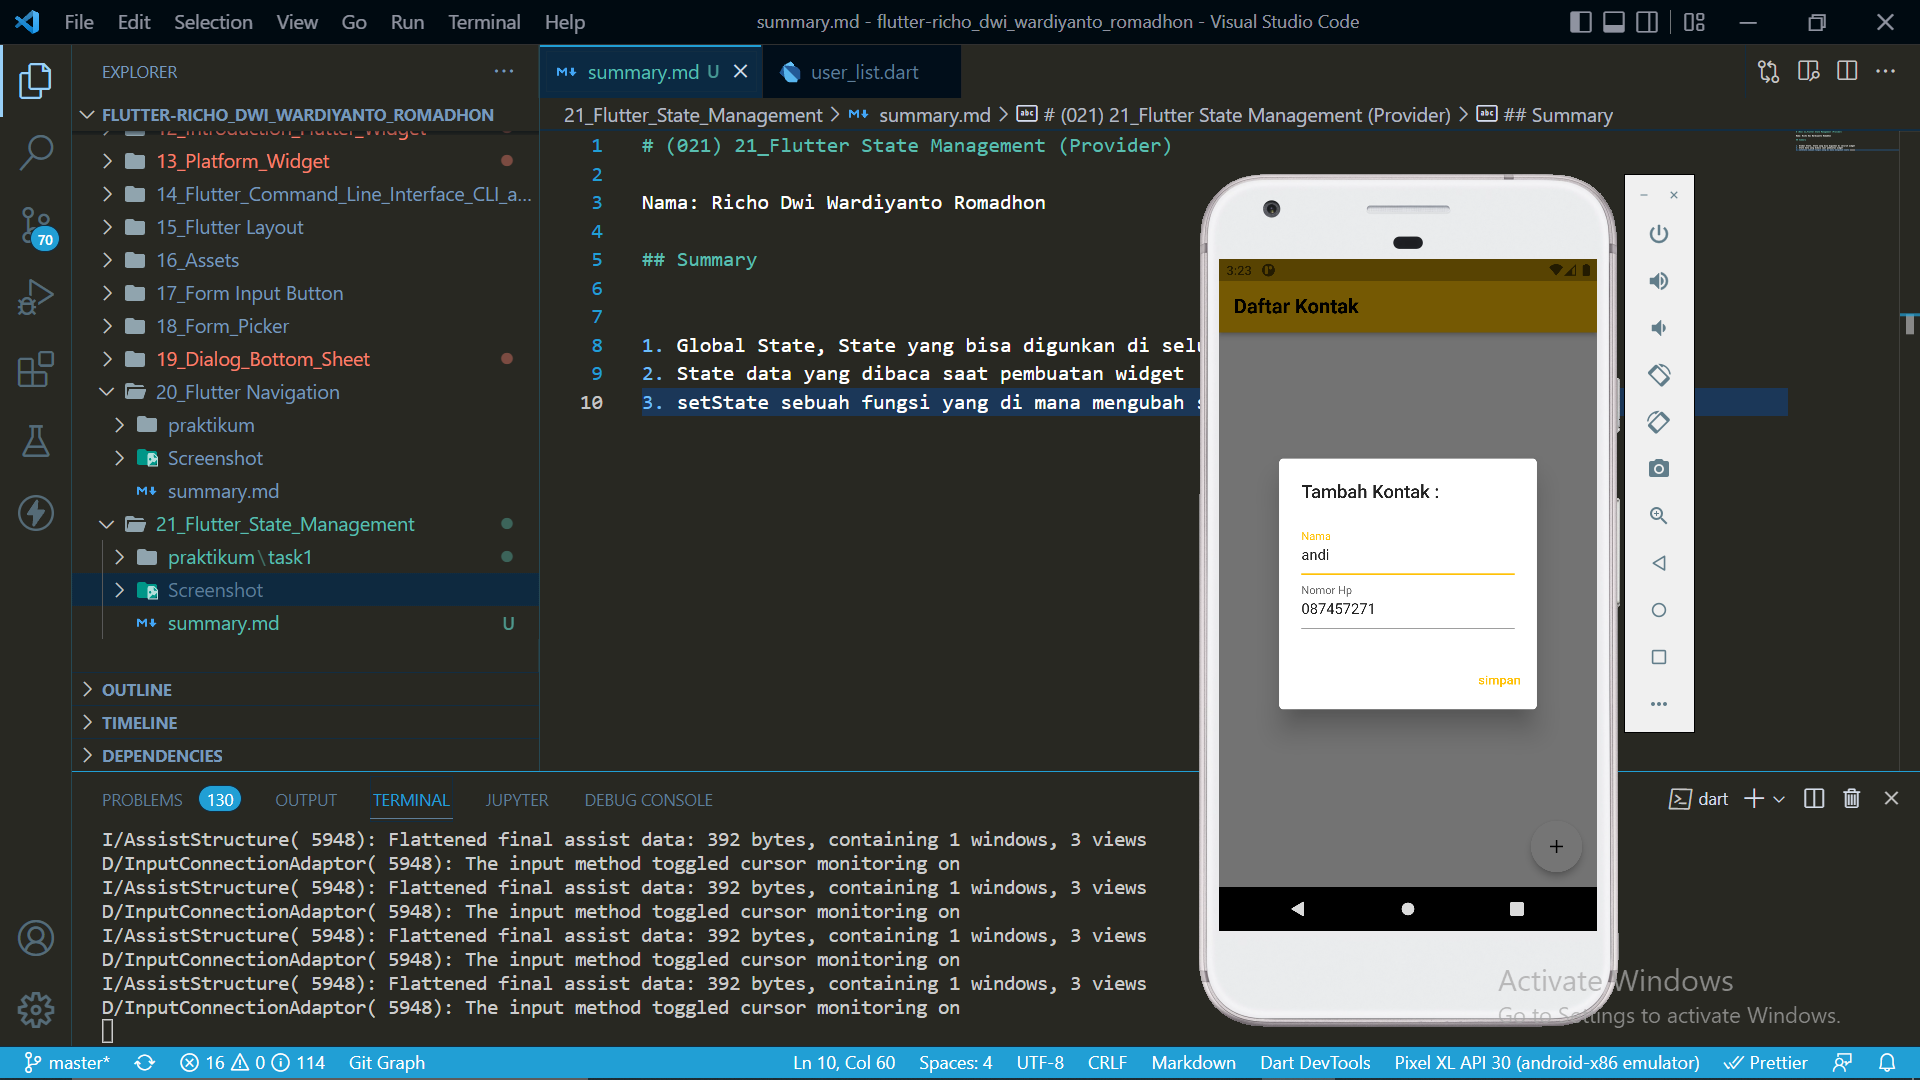 File Edit Selection View Go Run Terminal Help
summary.md - flutter-richo_dwi_wardiyanto_romadhon - Visual Studio Code
EXPLORER
FLUTTER-RICHO_DWI_WARDIYANTO_ROMADHON
12_Introduction_Flutter_Widget
13_Platform_Widget
14_Flutter_Command_Line_Interface_CLI_a...
15_Flutter Layout
16_Assets
17_Form Input Button
18_Form_Picker
19_Dialog_Bottom_Sheet
20_Flutter Navigation
praktikum
Screenshot
summary.md
21_Flutter_State_Management
praktikum\task1
Screenshot
summary.md U
OUTLINE
TIMELINE
DEPENDENCIES
70
summary.md U
user_list.dart
21_Flutter_State_Management > summary.md > # (021) 21_Flutter State Management (Provider) > ## Summary
1 # (021) 21_Flutter State Management (Provider)
2
3 Nama: Richo Dwi Wardiyanto Romadhon
4
5 ## Summary
6
7
8 1. Global State, State yang bisa digunkan di selu
9 2. State data yang dibaca saat pembuatan widget
10 3. setState sebuah fungsi yang di mana mengubah s
3:23
Daftar Kontak
Tambah Kontak :
Nama
andi
Nomor Hp
087457271
simpan
+
PROBLEMS 130 OUTPUT TERMINAL JUPYTER DEBUG CONSOLE
dart
I/AssistStructure( 5948): Flattened final assist data: 392 bytes, containing 1 windows, 3 views
D/InputConnectionAdaptor( 5948): The input method toggled cursor monitoring on
I/AssistStructure( 5948): Flattened final assist data: 392 bytes, containing 1 windows, 3 views
D/InputConnectionAdaptor( 5948): The input method toggled cursor monitoring on
I/AssistStructure( 5948): Flattened final assist data: 392 bytes, containing 1 windows, 3 views
D/InputConnectionAdaptor( 5948): The input method toggled cursor monitoring on
I/AssistStructure( 5948): Flattened final assist data: 392 bytes, containing 1 windows, 3 views
D/InputConnectionAdaptor( 5948): The input method toggled cursor monitoring on
Activate Windows
Go to Settings to activate Windows.
master* 16 0 114 Git Graph
Ln 10, Col 60 Spaces: 4 UTF-8 CRLF Markdown Dart DevTools Pixel XL API 30 (android-x86 emulator) Prettier